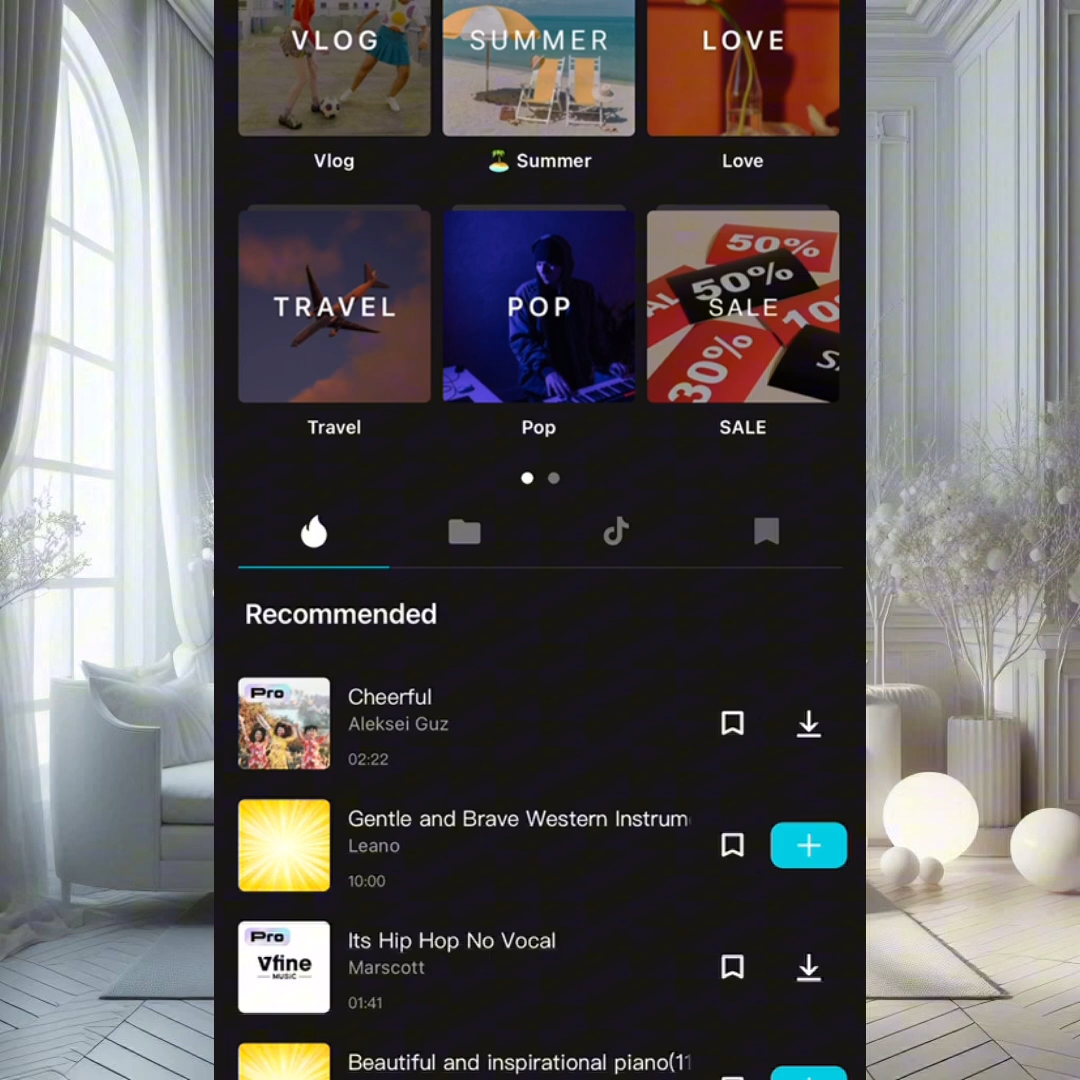 VLOG
SUMMER
LOVE
Vlog
🏝 Summer
Love
TRAVEL
POP
50%
50%
SALE
30%
Travel
Pop
SALE
Recommended
Pro
Cheerful
Aleksei Guz
02:22
Gentle and Brave Western Instrum
Leano
10:00
Pro
Vfine
MUSIC
Its Hip Hop No Vocal
Marscott
01:41
Beautiful and inspirational piano(11